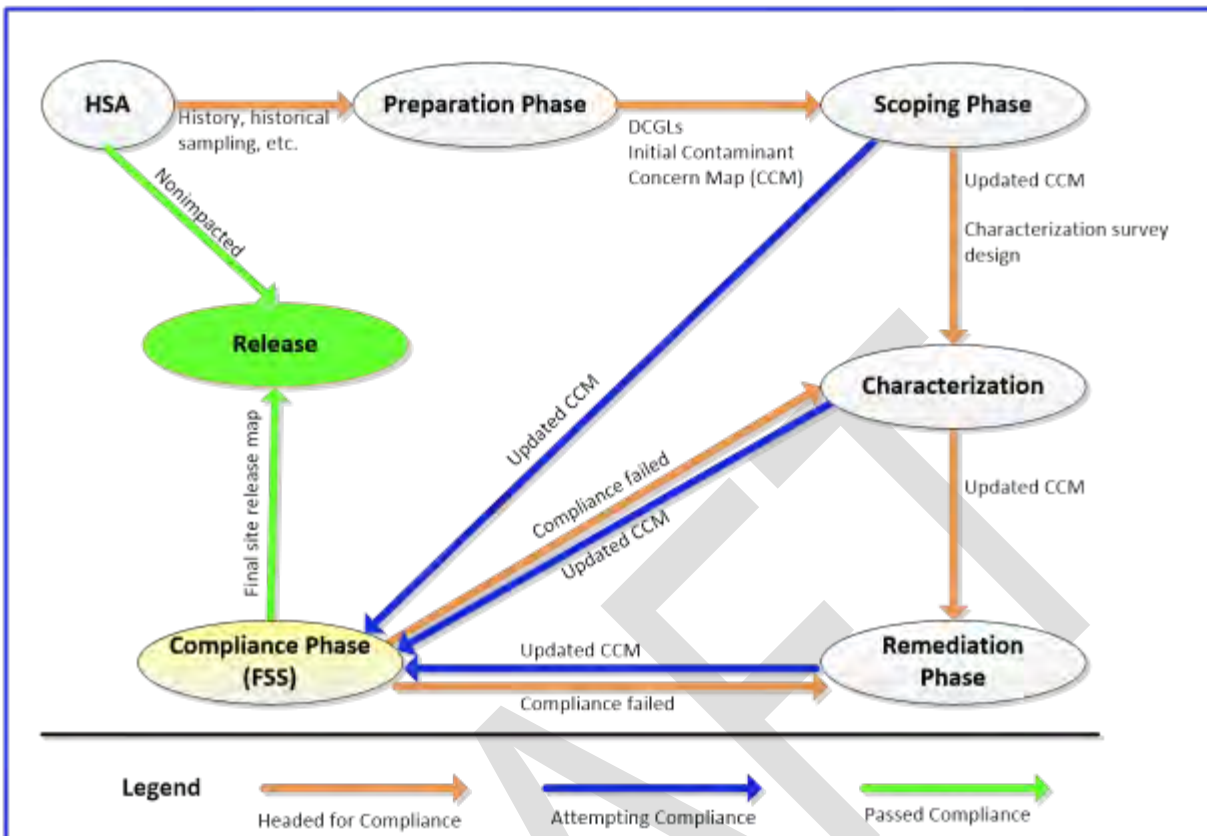 HSA
History, historical
sampling, etc.
Preparation Phase
DCGLs
Initial Contaminant
Concern Map (CCM)
Scoping Phase
Updated CCM
Characterization survey
design
Nonimpacted
Release
Updated CCM
Characterization
Compliance failed
Updated CCM
Updated CCM
Final site release map
Compliance Phase
(FSS)
Updated CCM
Compliance failed
Remediation
Phase
Legend
Headed for Compliance
Attempting Compliance
Passed Compliance